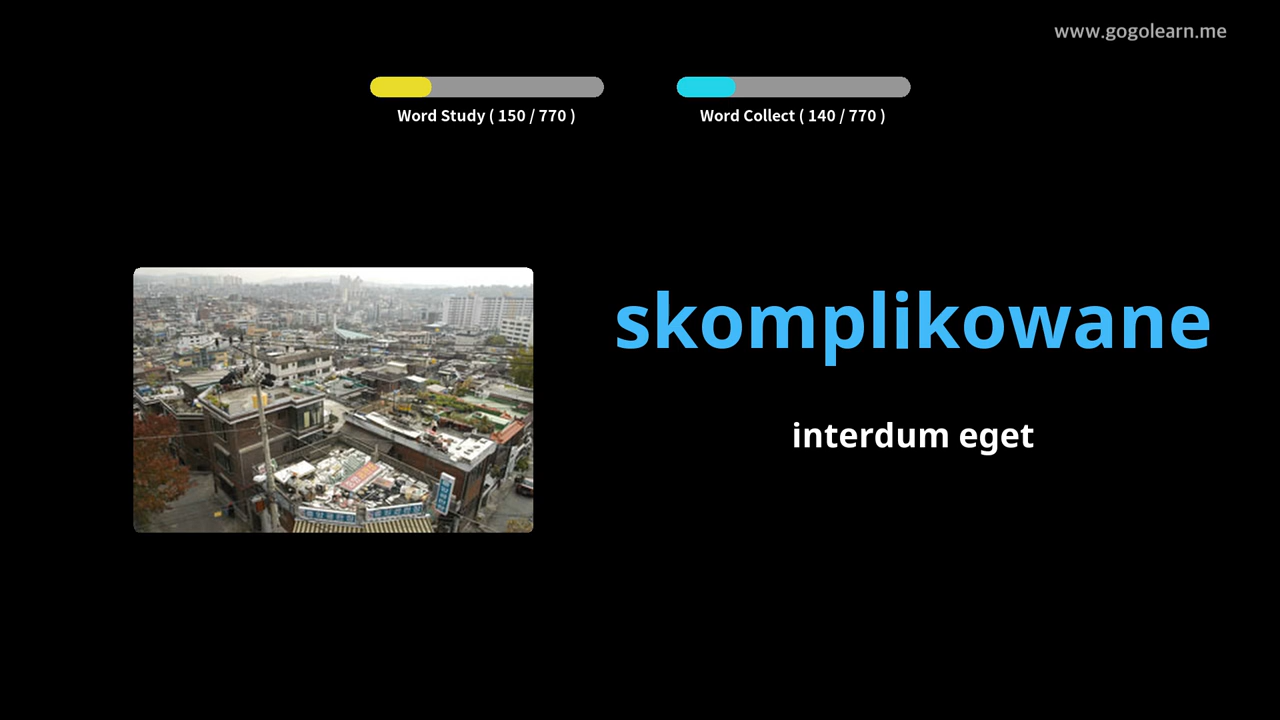 www.gogolearn.me
Word Study ( 150 / 770 )
Word Collect ( 140 / 770 )
skomplikowane
interdum eget